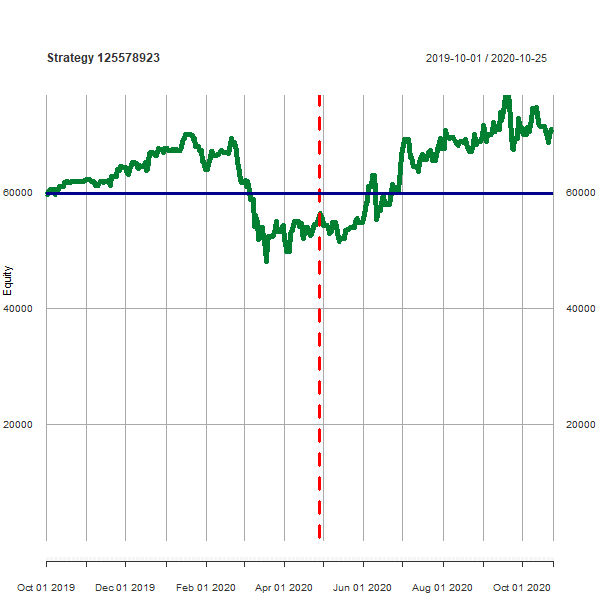 Strategy 125578923
2019-10-01 / 2020-10-25
60000
60000
Equity
40000
40000
20000
20000
Oct 01 2019
Dec 01 2019
Feb 01 2020
Apr 01 2020
Jun 01 2020
Aug 01 2020
Oct 01 2020